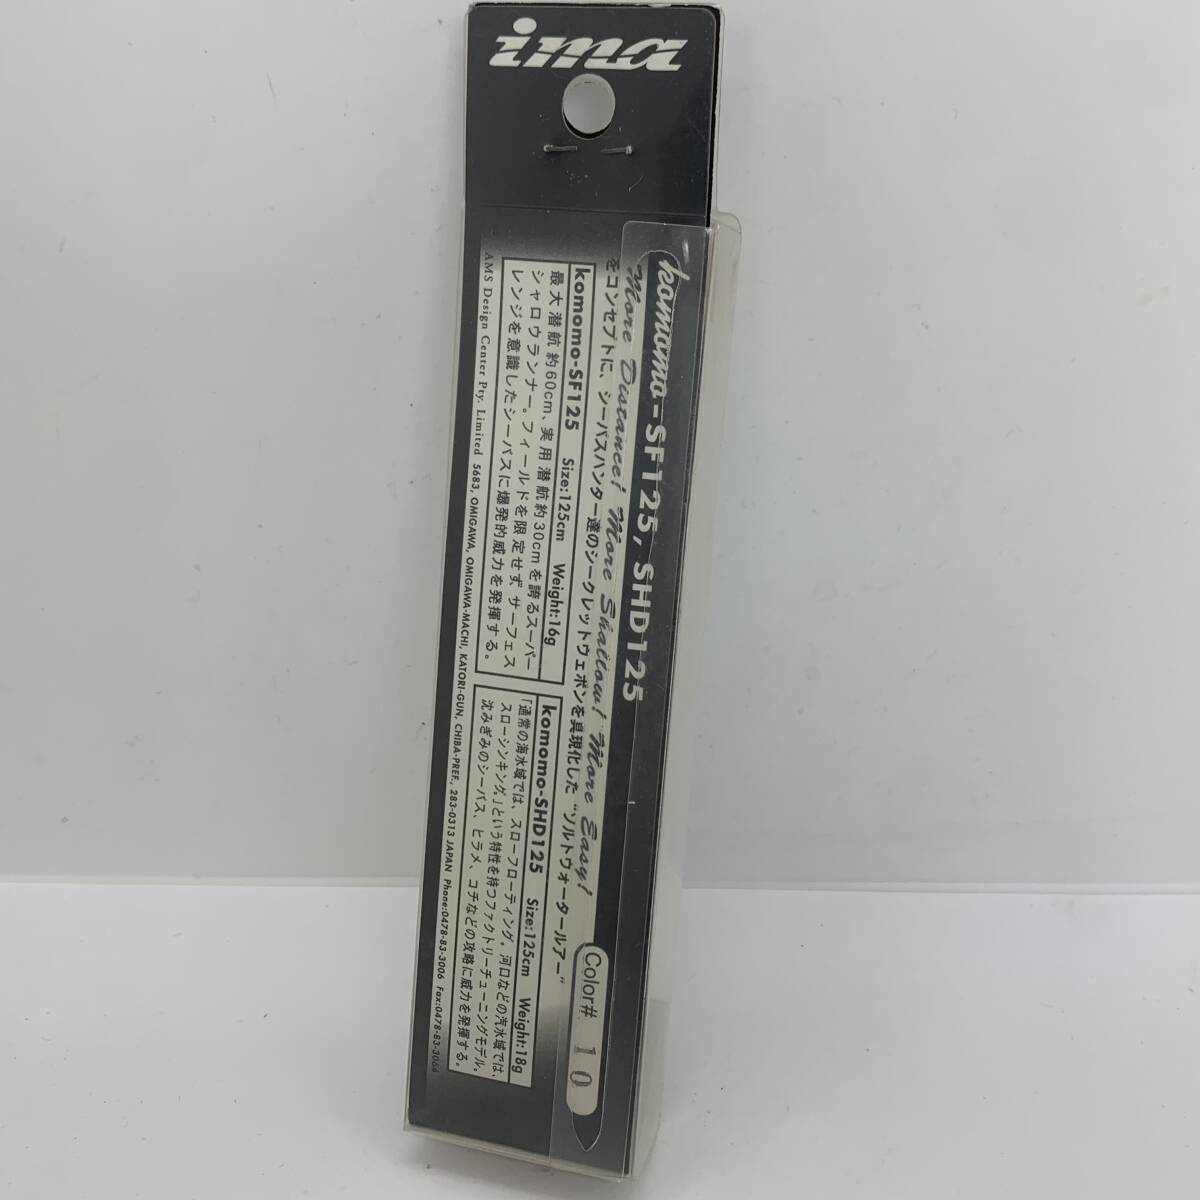 ima
komomo-SF125, SHD125
More Distance! More Shallow! More Easy!
をコンセプトに、シーバスハンター達のシークレットウェポンを具現化した “ソルトウォータールアー”
Color# 10
komomo-SF125 Size:125cm Weight:16g
最大潜航約60cm、実用潜航約30cmを誇るスーパー
シャロウランナー。フィールドを限定せず、サーフェス
レンジを意識したシーバスに爆発的威力を発揮する。
komomo-SHD125 Size:125cm Weight:18g
「通常の海水域では、スローフローティング。河口などの汽水域では、
スローシンキング」という特性を持つファクトリーチューニングモデル。
沈みぎみのシーバス、ヒラメ、コチなどの攻略に威力を発揮する。
AMS Design Center Pty. Limited 5683, OMIGAWA, OMIGAWA-MACHI, KATORI-GUN, CHIBA-PREF., 283-0313 JAPAN Phone:0478-83-3006 Fax:0478-83-3064